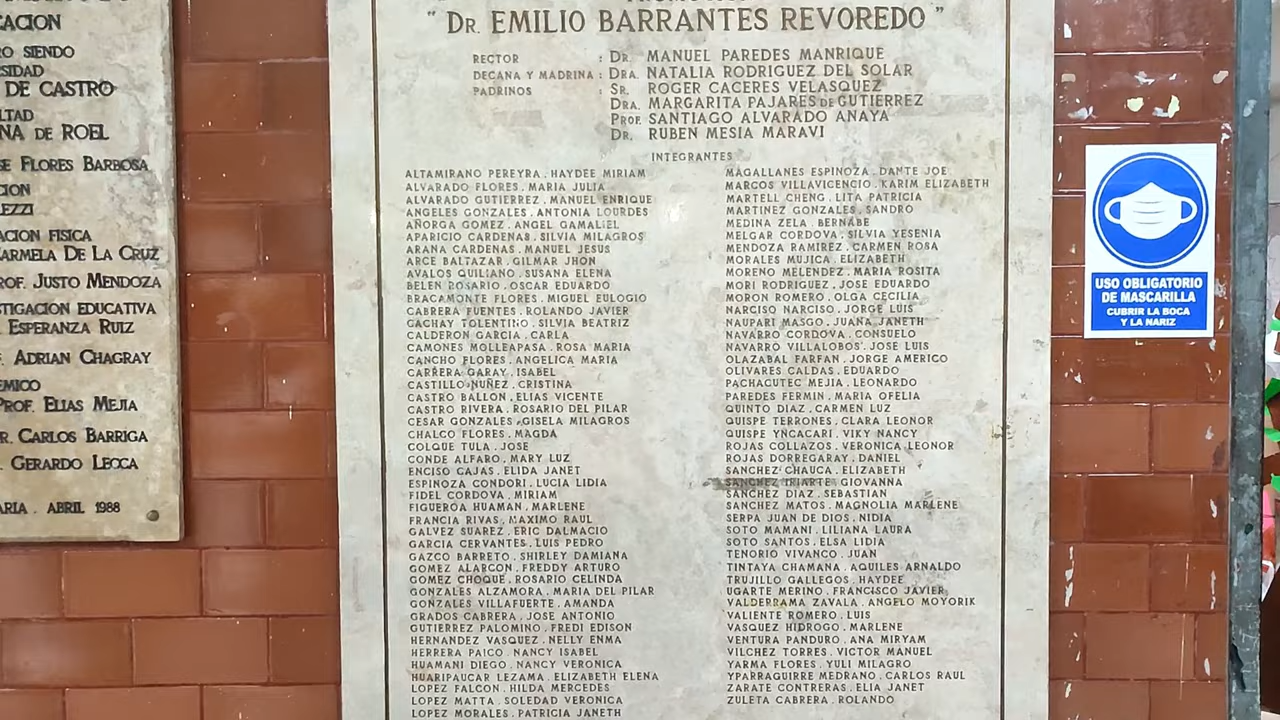 CACION
RO SIENDO
RSIDAD
DE CASTRO
ULTAD
NA DE ROEL
SE FLORES BARBOSA
CION
LEZZI
ACION FISICA
CARMELA DE LA CRUZ
PROF. JUSTO MENDOZA
STIGACION EDUCATIVA
ESPERANZA RUIZ
F. ADRIAN CHAGRAY
EMICO
PROF. ELIAS MEJIA
R. CARLOS BARRIGA
GERARDO LECCA
ARIA . ABRIL 1988
" DR. EMILIO BARRANTES REVOREDO "
RECTOR : DR. MANUEL PAREDES MANRIQUE
DECANA Y MADRINA : DRA. NATALIA RODRIGUEZ DEL SOLAR
PADRINOS : SR. ROGER CACERES VELASQUEZ
DRA. MARGARITA PAJARES DE GUTIERREZ
PROF. SANTIAGO ALVARADO ANAYA
DR. RUBEN MESIA MARAVI
INTEGRANTES
ALTAMIRANO PEREYRA . HAYDEE MIRIAM
ALVARADO FLORES . MARIA JULIA
ALVARADO GUTIERREZ . MANUEL ENRIQUE
ANGELES GONZALES . ANTONIA LOURDES
AÑORGA GOMEZ . ANGEL GAMALIEL
APARICIO CARDENAS . SILVIA MILAGROS
ARANA CARDENAS . MANUEL JESUS
ARCE BALTAZAR . GILMAR JHON
AVALOS QUILIANO . SUSANA ELENA
BELEN ROSARIO . OSCAR EDUARDO
BRACAMONTE FLORES . MIGUEL EULOGIO
CABRERA FUENTES . ROLANDO JAVIER
CACHAY TOLENTINO . SILVIA BEATRIZ
CALDERON GARCIA . CARLA
CAMONES MOLLEAPASA . ROSA MARIA
CANCHO FLORES . ANGELICA MARIA
CARRERA GARAY . ISABEL
CASTILLO NUÑEZ . CRISTINA
CASTRO BALLON . ELIAS VICENTE
CASTRO RIVERA . ROSARIO DEL PILAR
CESAR GONZALES . GISELA MILAGROS
CHALCO FLORES . MAGDA
COLQUE TULA . JOSE
CONDE ALFARO . MARY LUZ
ENCISO CAJAS . ELIDA JANET
ESPINOZA CONDORI . LUCIA LIDIA
FIDEL CORDOVA . MIRIAM
FIGUEROA HUAMAN . MARLENE
FRANCIA RIVAS . MAXIMO RAUL
GALVEZ SUAREZ . ERIC DALMACIO
GARCIA CERVANTES . LUIS PEDRO
GAZCO BARRETO . SHIRLEY DAMIANA
GOMEZ ALARCON . FREDDY ARTURO
GOMEZ CHOQUE . ROSARIO CELINDA
GONZALES ALZAMORA . MARIA DEL PILAR
GONZALES VILLAFUERTE . AMANDA
GRADOS CABRERA . JOSE ANTONIO
GUTIERREZ PALOMINO . FREDI EDISON
HERNANDEZ VASQUEZ . NELLY ENMA
HERRERA PAICO . NANCY ISABEL
HUAMANI DIEGO . NANCY VERONICA
HUARIPAUCAR LEZAMA . ELIZABETH ELENA
LOPEZ FALCON . HILDA MERCEDES
LOPEZ MATTA . SOLEDAD VERONICA
LOPEZ MORALES . PATRICIA JANETH
MAGALLANES ESPINOZA . DANTE JOE
MARCOS VILLAVICENCIO . KARIM ELIZABETH
MARTELL CHENG . LITA PATRICIA
MARTINEZ GONZALES . SANDRO
MEDINA ZELA . BERNABE
MELGAR CORDOVA . SILVIA YESENIA
MENDOZA RAMIREZ . CARMEN ROSA
MORALES MUJICA . ELIZABETH
MORENO MELENDEZ . MARIA ROSITA
MORI RODRIGUEZ . JOSE EDUARDO
MORON ROMERO . OLGA CECILIA
NARCISO NARCISO . JORGE LUIS
NAUPARI MASGO . JUANA JANETH
NAVARRO CORDOVA . CONSUELO
NAVARRO VILLALOBOS . JOSE LUIS
OLAZABAL FARFAN . JORGE AMERICO
OLIVARES CALDAS . EDUARDO
PACHACUTEC MEJIA . LEONARDO
PAREDES FERMIN . MARIA OFELIA
QUINTO DIAZ . CARMEN LUZ
QUISPE TERRONES . CLARA LEONOR
QUISPE YNCACARI . VIKY NANCY
ROJAS COLLAZOS . VERONICA LEONOR
ROJAS DORREGARAY . DANIEL
SANCHEZ CHAUCA . ELIZABETH
SANCHEZ IRIARTE GIOVANNA
SANCHEZ DIAZ . SEBASTIAN
SANCHEZ MATOS . MAGNOLIA MARLENE
SERPA JUAN DE DIOS . NIDIA
SOTO MAMANI . LILIANA LAURA
SOTO SANTOS . ELSA LIDIA
TENORIO VIVANCO . JUAN
TINTAYA CHAMANA . AQUILES ARNALDO
TRUJILLO GALLEGOS . HAYDEE
UGARTE MERINO . FRANCISCO JAVIER
VALDERRAMA ZAVALA . ANGELO MOYORIK
VALIENTE ROMERO . LUIS
VASQUEZ HIDROGO . MARLENE
VENTURA PANDURO . ANA MIRYAM
VILCHEZ TORRES . VICTOR MANUEL
YARMA FLORES . YULI MILAGRO
YPARRAGUIRRE MEDRANO . CARLOS RAUL
ZARATE CONTRERAS . ELIA JANET
ZULETA CABRERA . ROLANDO
USO OBLIGATORIO
DE MASCARILLA
CUBRIR LA BOCA
Y LA NARIZ